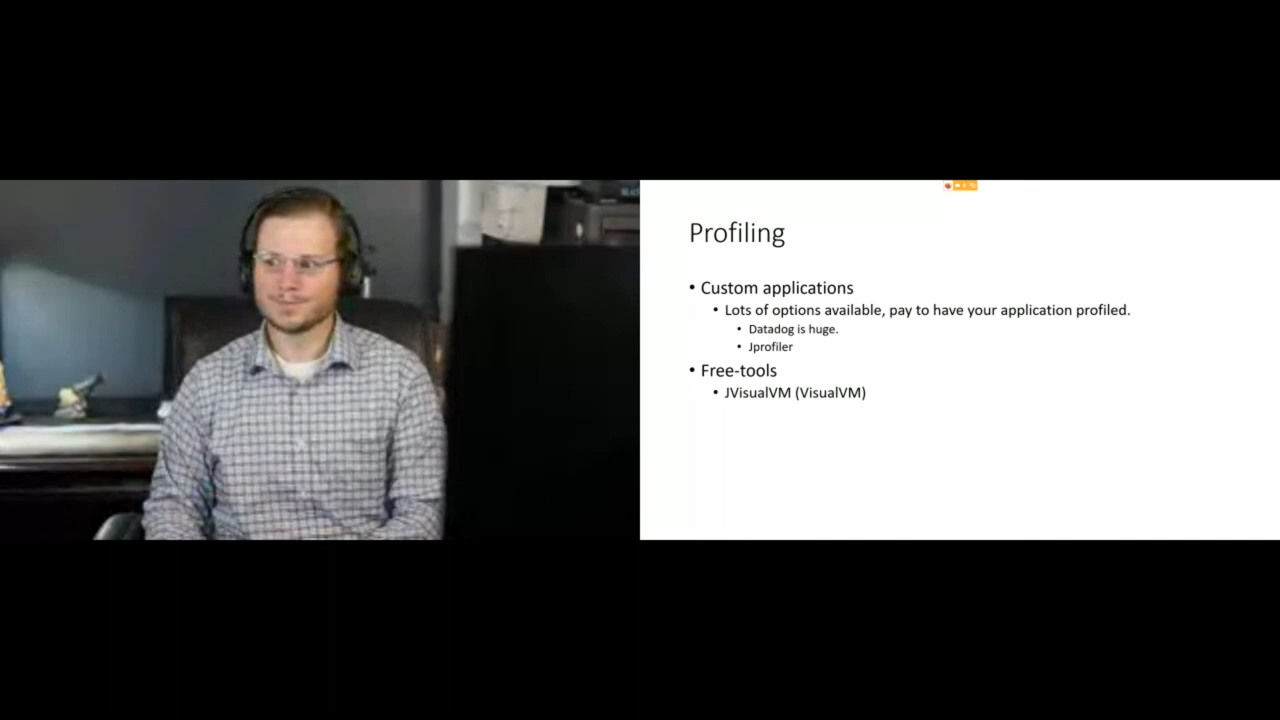 Profiling
• Custom applications
• Lots of options available, pay to have your application profiled.
• Datadog is huge.
• Jprofiler
• Free-tools
• JVisualVM (VisualVM)